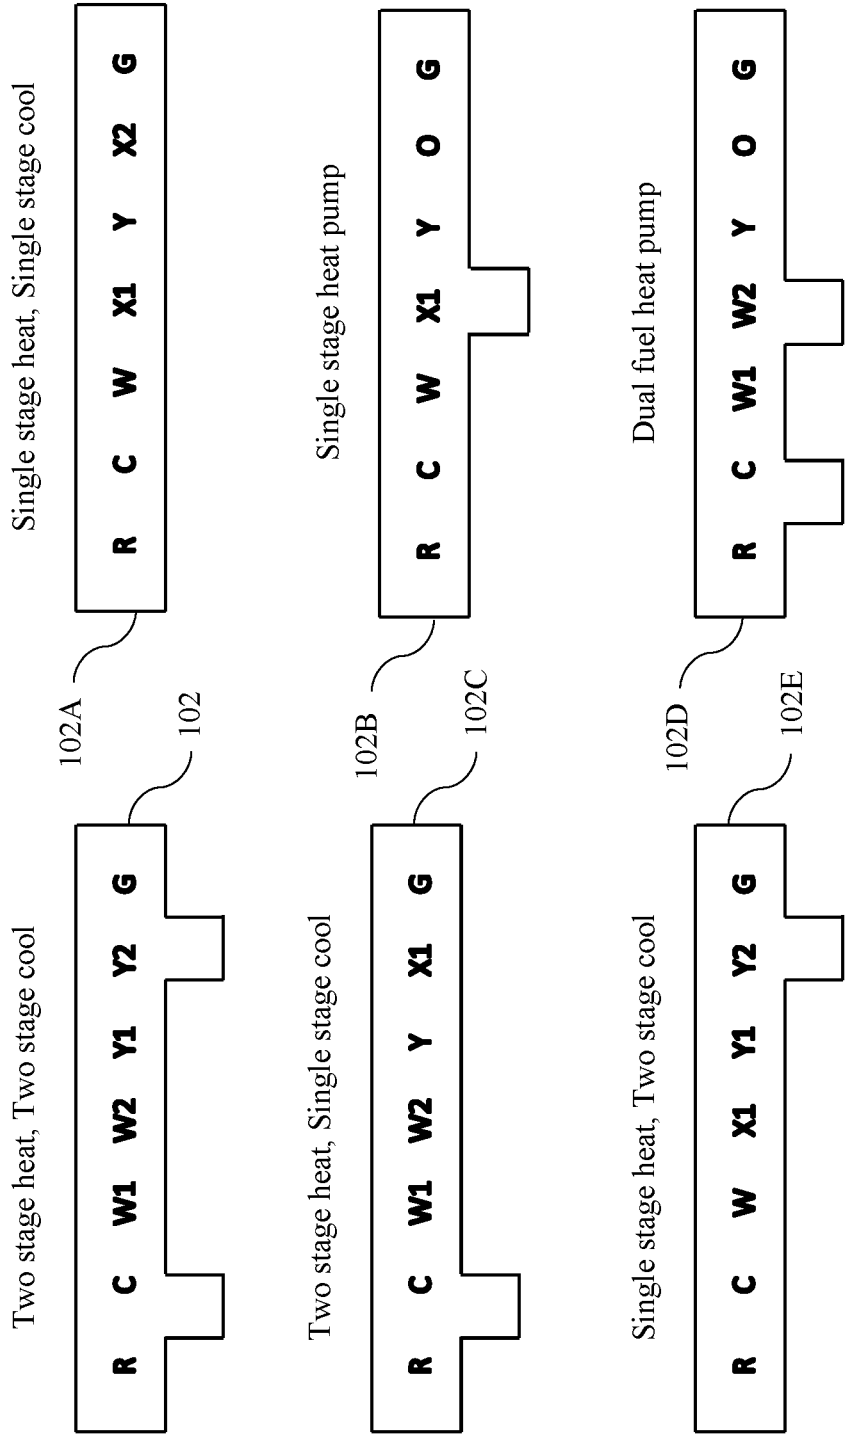 Two stage heat, Two stage cool
R C W1 W2 Y1 Y2 G
102
Single stage heat, Single stage cool
R C W X1 Y X2 G
102A
Two stage heat, Single stage cool
R C W1 W2 Y X1 G
102C
Single stage heat pump
R C W X1 Y O G
102B
Single stage heat, Two stage cool
R C W X1 Y1 Y2 G
102E
Dual fuel heat pump
R C W1 W2 Y O G
102D